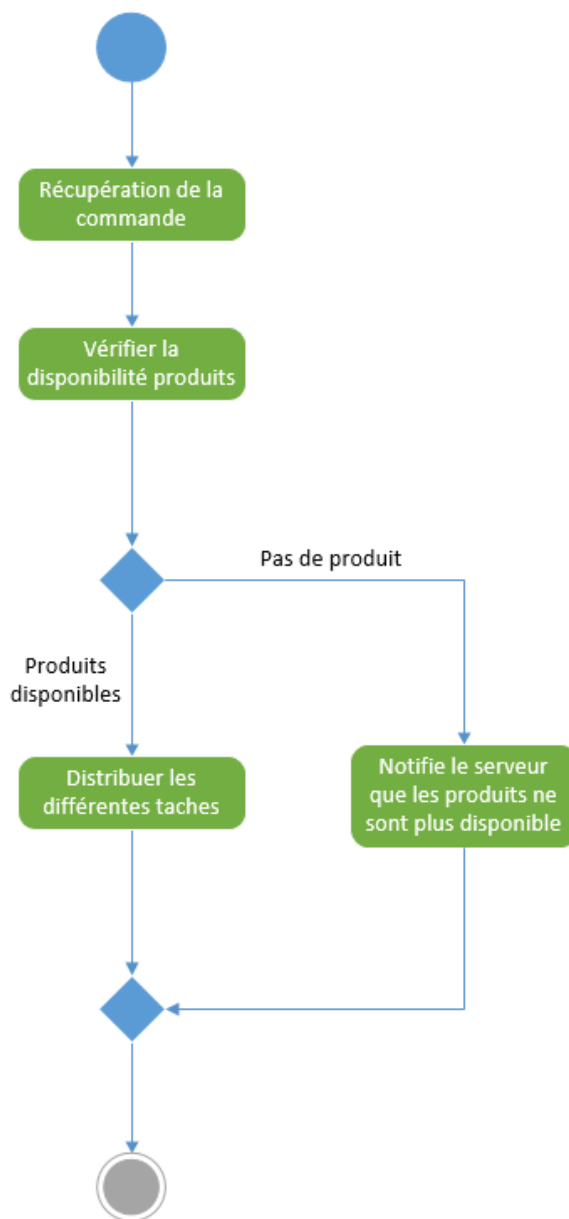 Récupération de la
commande
Vérifier la
disponibilité produits
Pas de produit
Produits
disponibles
Distribuer les
différentes taches
Notifie le serveur
que les produits ne
sont plus disponible